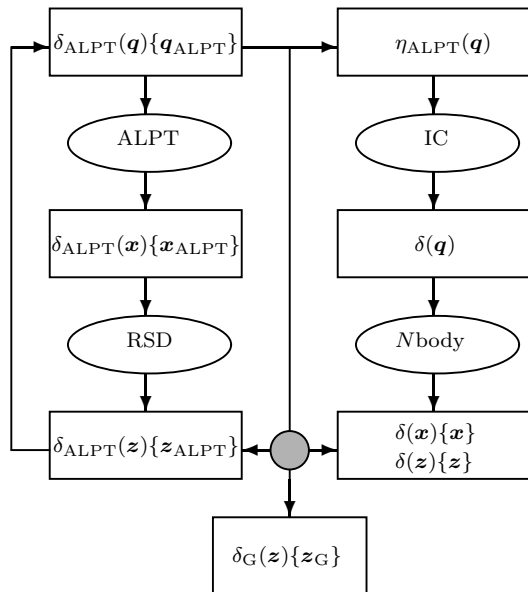 δ_ALPT(q){q_ALPT}
η_ALPT(q)
ALPT
IC
δ_ALPT(x){x_ALPT}
δ(q)
RSD
Nbody
δ_ALPT(z){z_ALPT}
δ(x){x}
δ(z){z}
δ_G(z){z_G}